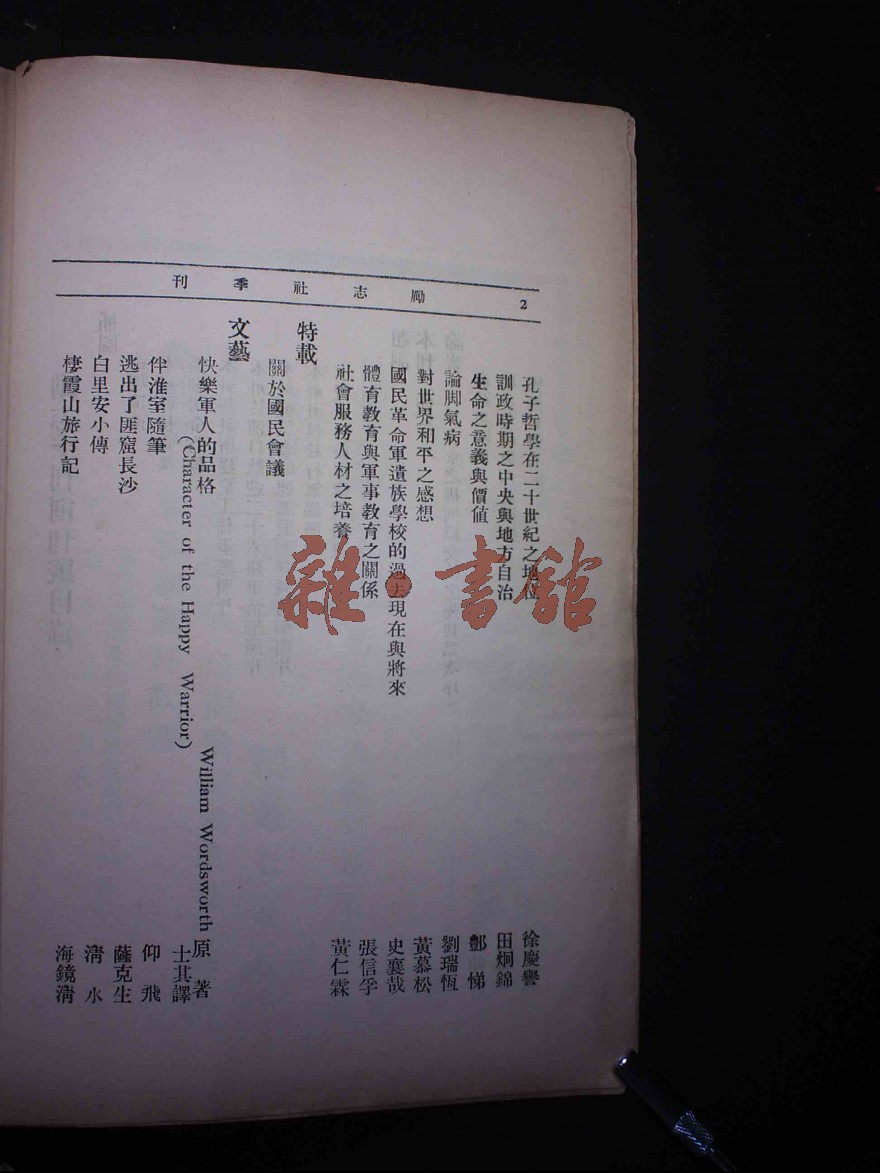 2 勵志社季刊
孔子哲學在二十世紀之地位 徐慶譽
訓政時期之中央與地方自治 田烱錦
生命之意義與價値 鄷悌
論脚氣病 劉瑞恆
對世界和平之感想 黃慕松
國民革命軍遺族學校的過去現在與將來 史襄哉
體育教育與軍事教育之關係 張信孚
社會服務人材之培養 黃仁霖
特載
關於國民會議
文藝
快樂軍人的品格 William Wordsworth 原著
(Character of the Happy Warrior) 士其譯
伴淮室隨筆 仰飛
逃出了匪窟長沙 薩克生
白里安小傳 淸水
棲霞山旅行記 海鏡淸
雜·書館